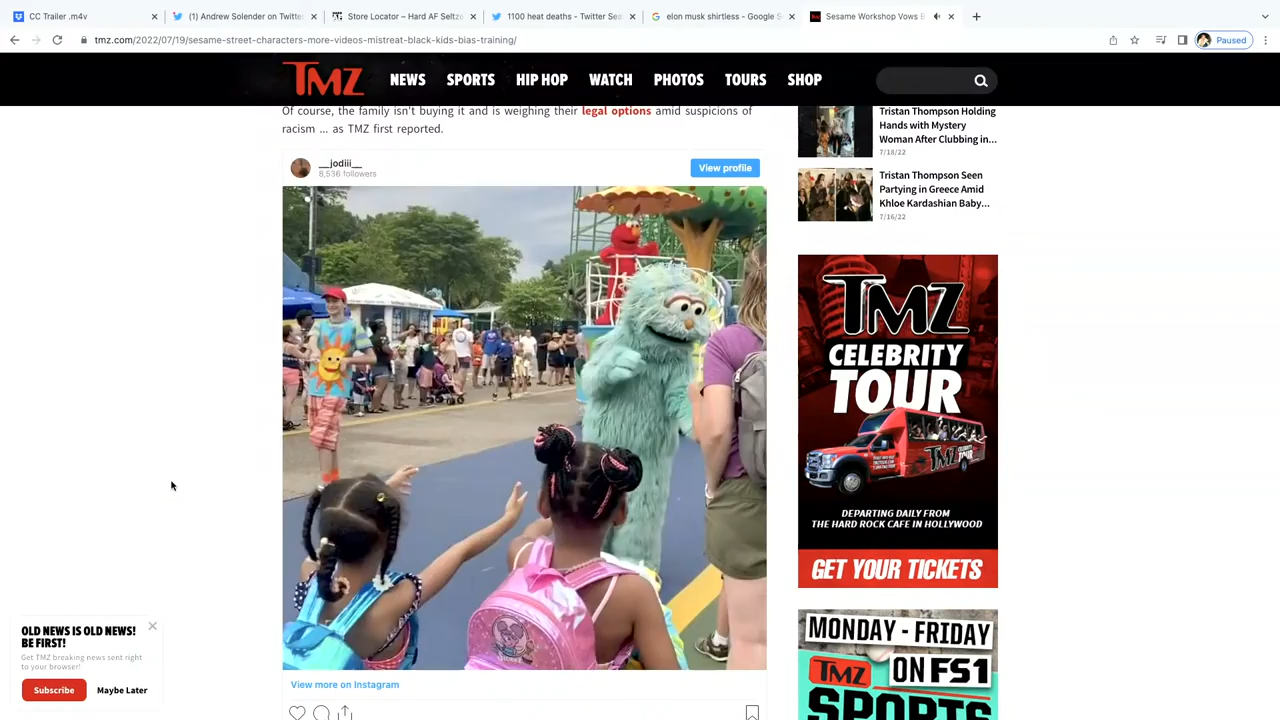 CC Trailer .m4v
(1) Andrew Solender on Twitte
Store Locator – Hard AF Seltzo
1100 heat deaths - Twitter Sea
elon musk shirtless - Google S
Sesame Workshop Vows B
tmz.com/2022/07/19/sesame-street-characters-more-videos-mistreat-black-kids-bias-training/
Paused
TMZ
NEWS
SPORTS
HIP HOP
WATCH
PHOTOS
TOURS
SHOP
Of course, the family isn't buying it and is weighing their legal options amid suspicions of
racism ... as TMZ first reported.
__jodiii__
8,536 followers
View profile
View more on Instagram
Tristan Thompson Holding
Hands with Mystery
Woman After Clubbing in...
7/18/22
Tristan Thompson Seen
Partying in Greece Amid
Khloe Kardashian Baby...
7/16/22
TMZ
CELEBRITY
TOUR
DEPARTING DAILY FROM
THE HARD ROCK CAFE IN HOLLYWOOD
GET YOUR TICKETS
MONDAY - FRIDAY
TMZ ON FS1
SPORTS
OLD NEWS IS OLD NEWS!
BE FIRST!
Get TMZ breaking news sent right
to your browser!
Subscribe
Maybe Later